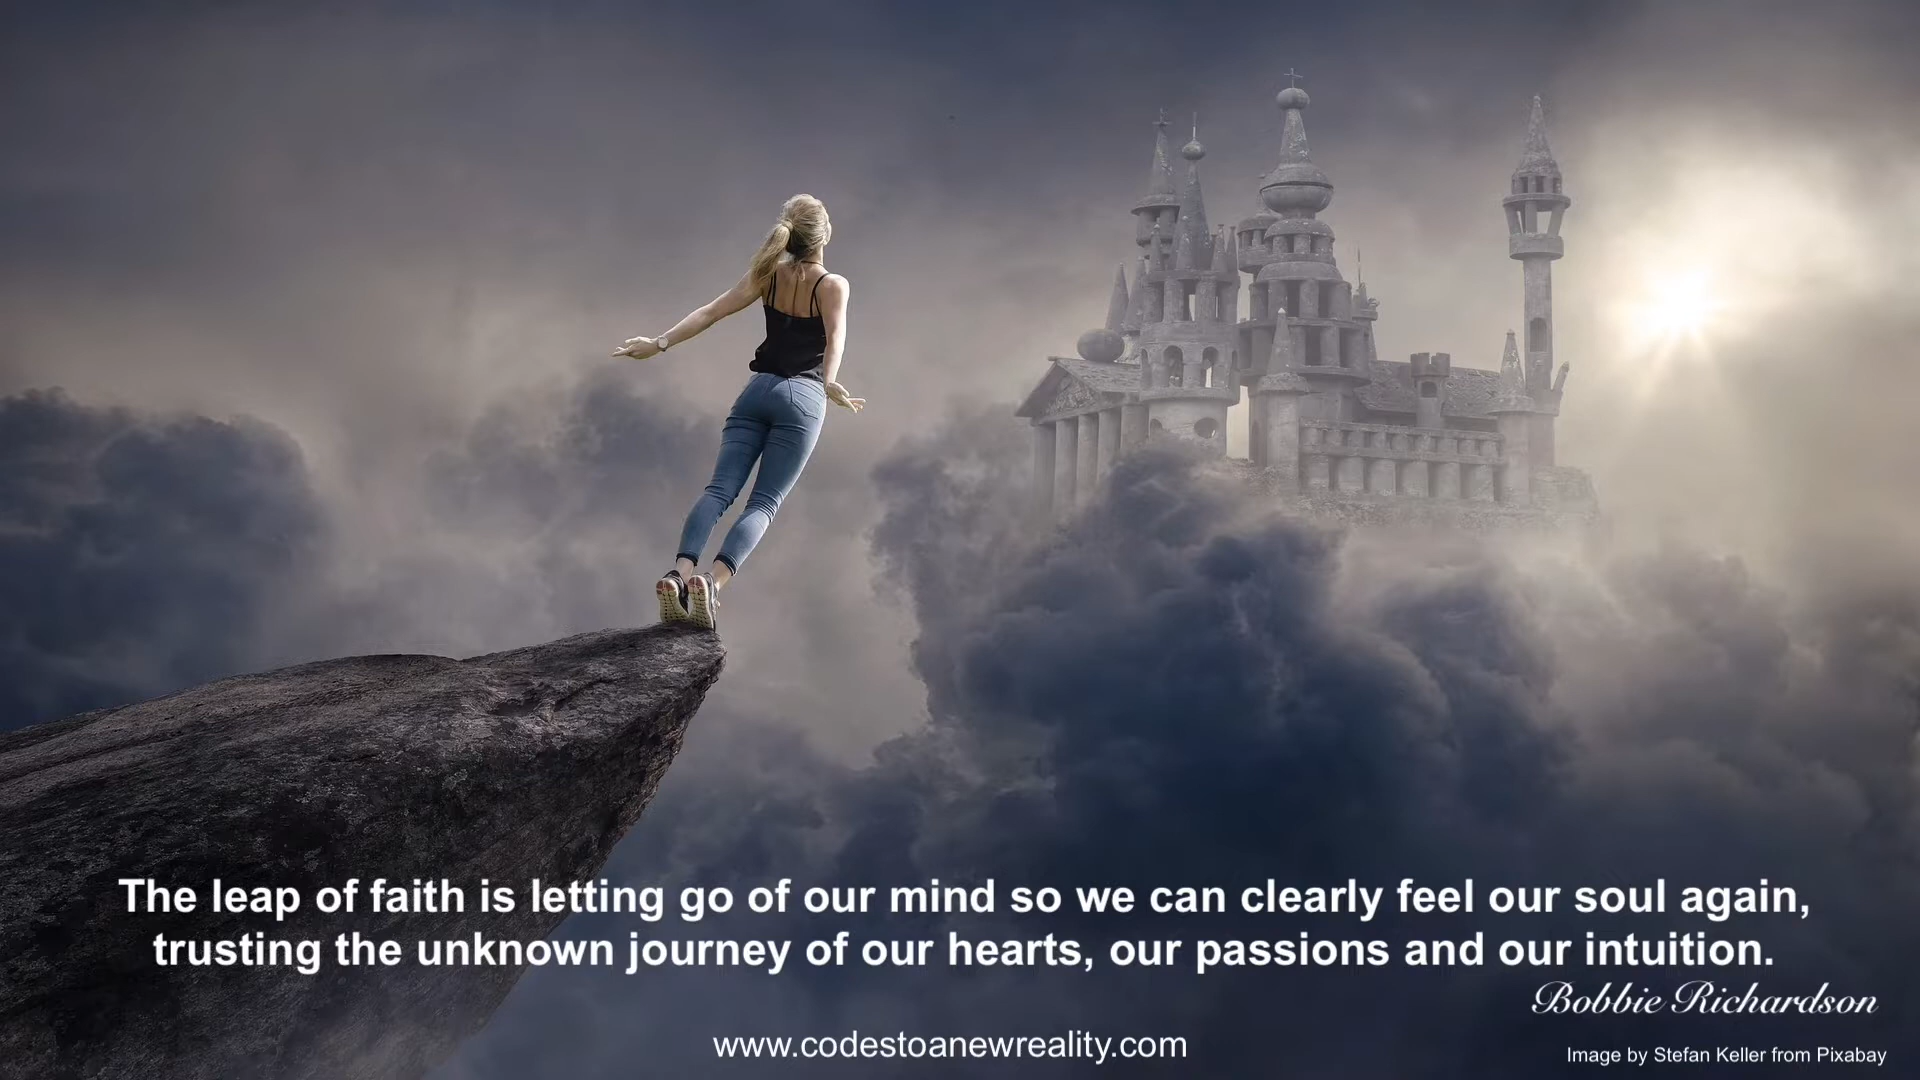 The leap of faith is letting go of our mind so we can clearly feel our soul again,
trusting the unknown journey of our hearts, our passions and our intuition.
Bobbie Richardson
www.codestoanewreality.com
Image by Stefan Keller from Pixabay